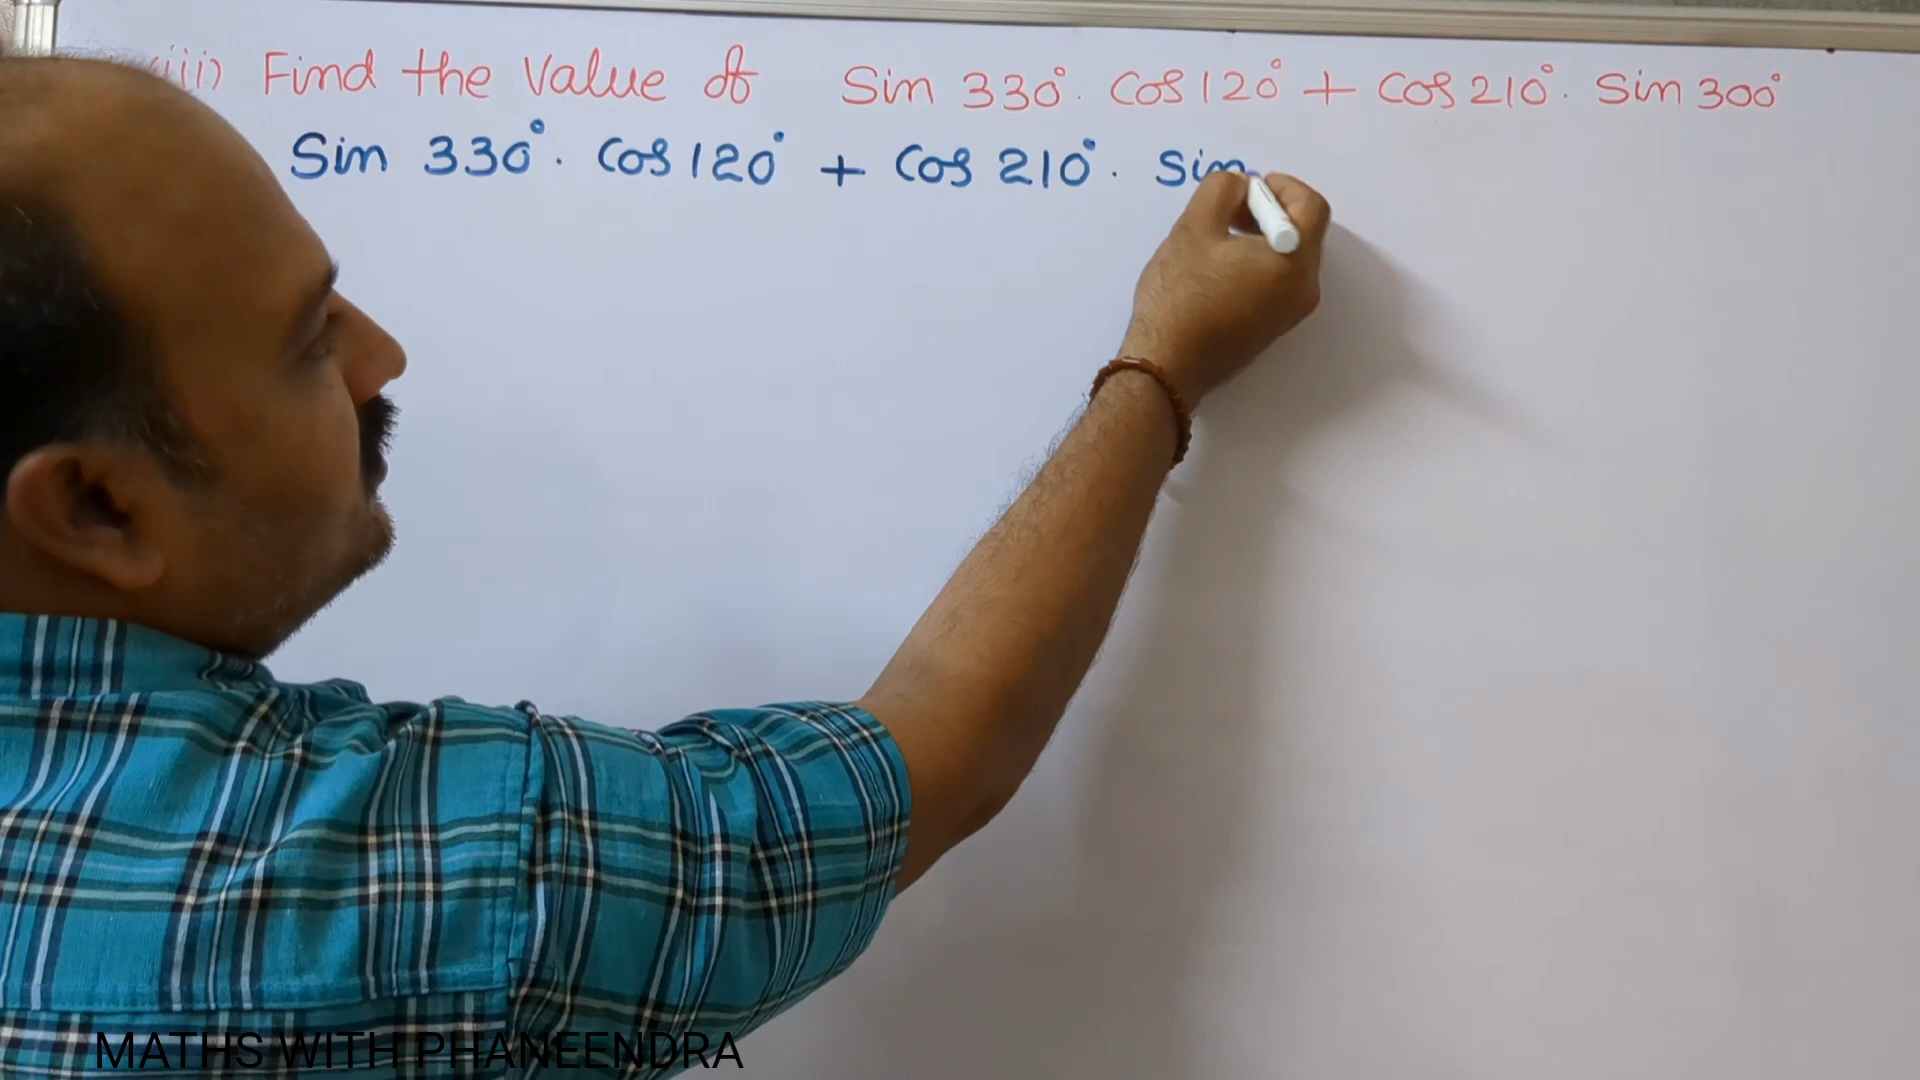 iii) Find the Value of Sin 330°. Cos 120° + Cos 210°. Sin 300°
Sin 330°. Cos 120° + Cos 210°. Sin
MATHS WITH PHANEENDRA